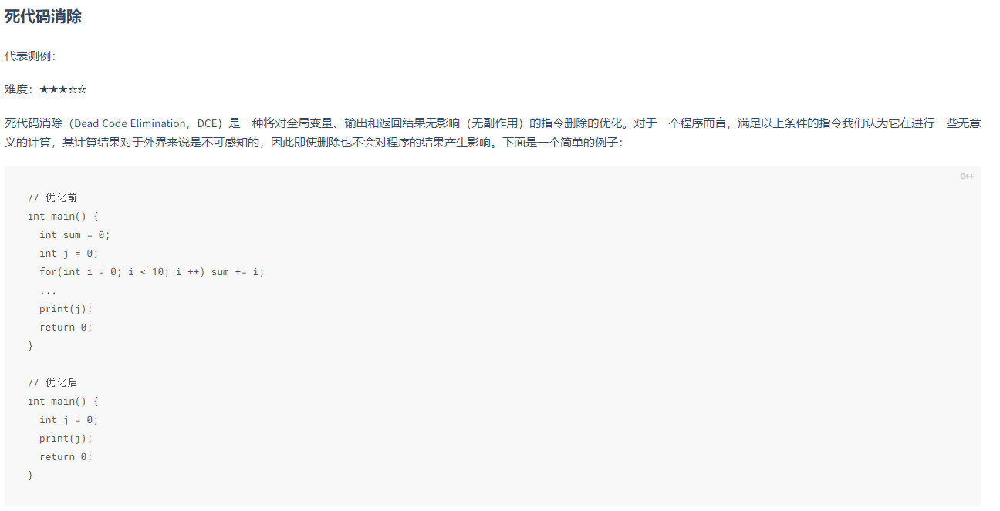 死代码消除
代表测例：
难度：★★★☆☆
死代码消除（Dead Code Elimination，DCE）是一种将对全局变量、输出和返回结果无影响（无副作用）的指令删除的优化。对于一个程序而言，满足以上条件的指令我们认为它在进行一些无意
义的计算，其计算结果对于外界来说是不可感知的，因此即使删除也不会对程序的结果产生影响。下面是一个简单的例子：
C++
// 优化前
int main() {
  int sum = 0;
  int j = 0;
  for(int i = 0; i < 10; i ++) sum += i;
  ...
  print(j);
  return 0;
}
// 优化后
int main() {
  int j = 0;
  print(j);
  return 0;
}